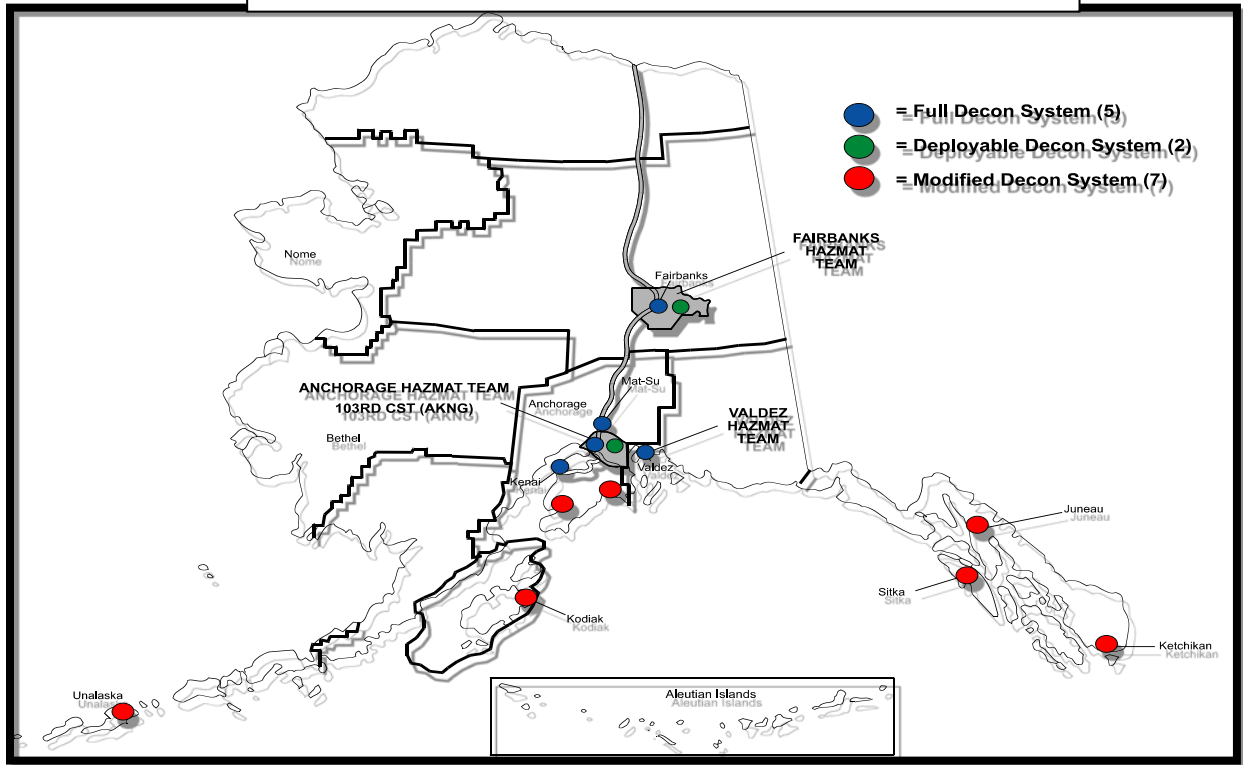 = Full Decon System (5)
= Deployable Decon System (2)
= Modified Decon System (7)
FAIRBANKS
HAZMAT
TEAM
Nome
Fairbanks
Mat-Su
ANCHORAGE HAZMAT TEAM
103RD CST (AKNG)
Anchorage
VALDEZ
HAZMAT
TEAM
Bethel
Valdez
Kenai
Juneau
Sitka
Kodiak
Ketchikan
Unalaska
Aleutian Islands